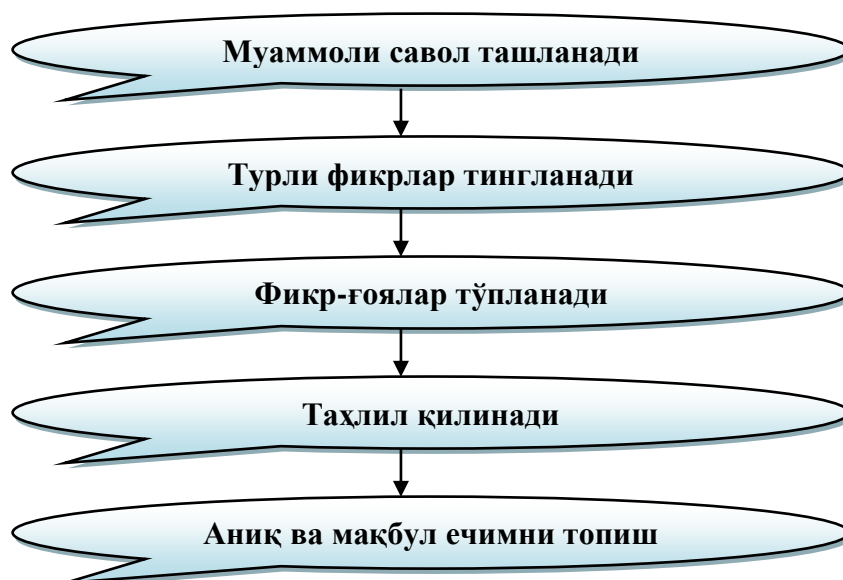 Муаммоли савол ташланади
Турли фикрлар тингланади
Фикр-ғоялар тўпланади
Таҳлил қилинади
Аниқ ва мақбул ечимни топиш